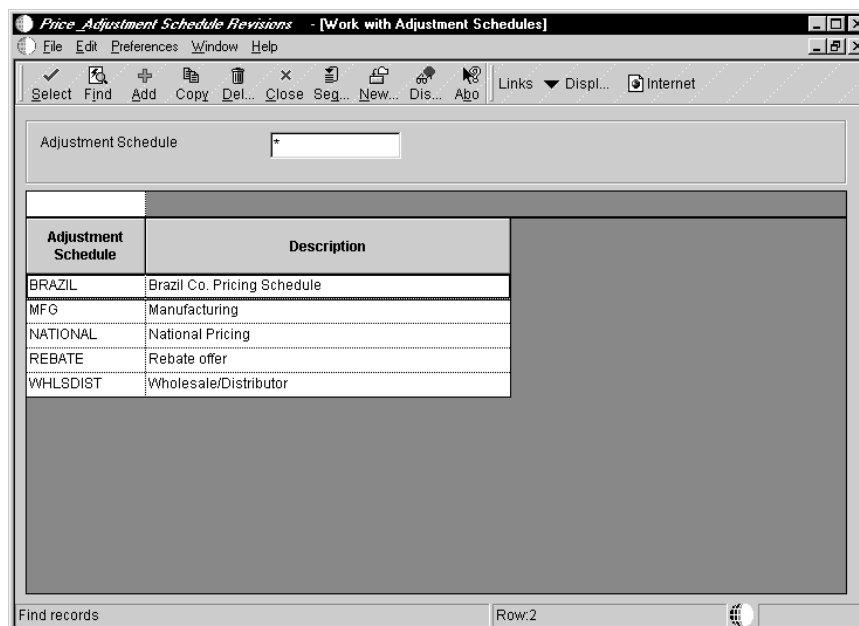 Price_Adjustment Schedule Revisions - [Work with Adjustment Schedules]
File Edit Preferences Window Help
Select Find Add Copy Del... Close Seq... New... Dis... Abo Links Displ... Internet
Adjustment Schedule *
Adjustment Schedule Description
BRAZIL Brazil Co. Pricing Schedule
MFG Manufacturing
NATIONAL National Pricing
REBATE Rebate offer
WHLSDIST Wholesale/Distributor
Find records Row:2